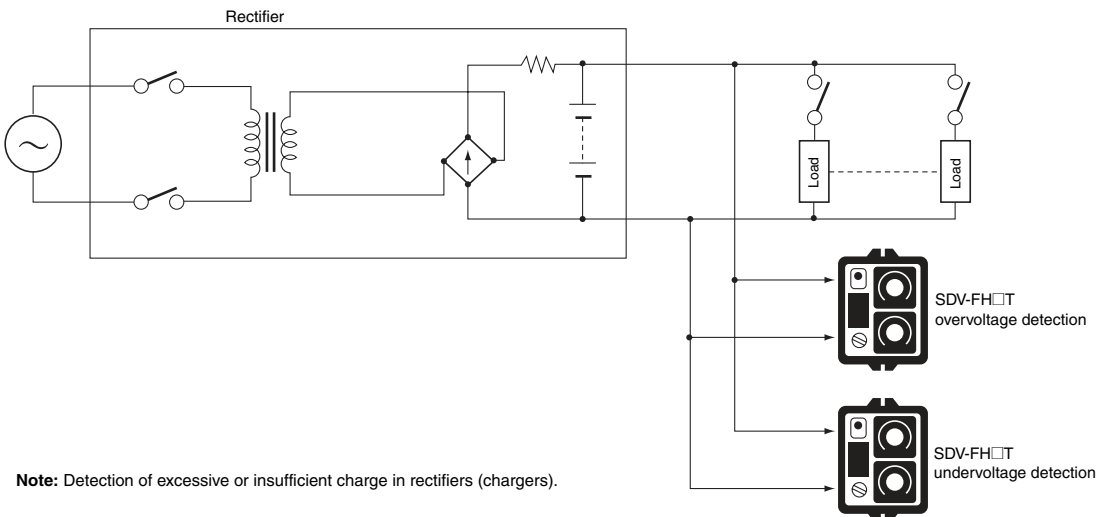 Rectifier
Load
Load
SDV-FH□T
overvoltage detection
SDV-FH□T
undervoltage detection
Note: Detection of excessive or insufficient charge in rectifiers (chargers).